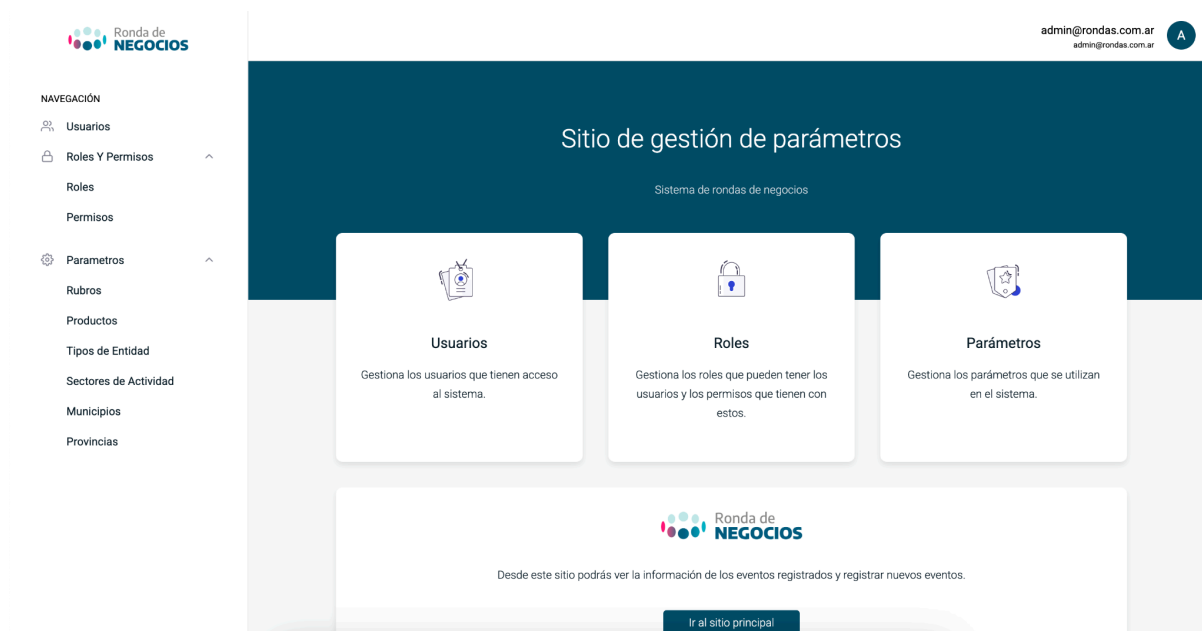 Ronda de
NEGOCIOS
admin@rondas.com.ar
admin@rondas.com.ar
A
NAVEGACIÓN
Usuarios
Roles Y Permisos
Roles
Permisos
Parametros
Rubros
Productos
Tipos de Entidad
Sectores de Actividad
Municipios
Provincias
Sitio de gestión de parámetros
Sistema de rondas de negocios
Usuarios
Gestiona los usuarios que tienen acceso
al sistema.
Roles
Gestiona los roles que pueden tener los
usuarios y los permisos que tienen con
estos.
Parámetros
Gestiona los parámetros que se utilizan
en el sistema.
Ronda de
NEGOCIOS
Desde este sitio podrás ver la información de los eventos registrados y registrar nuevos eventos.
Ir al sitio principal